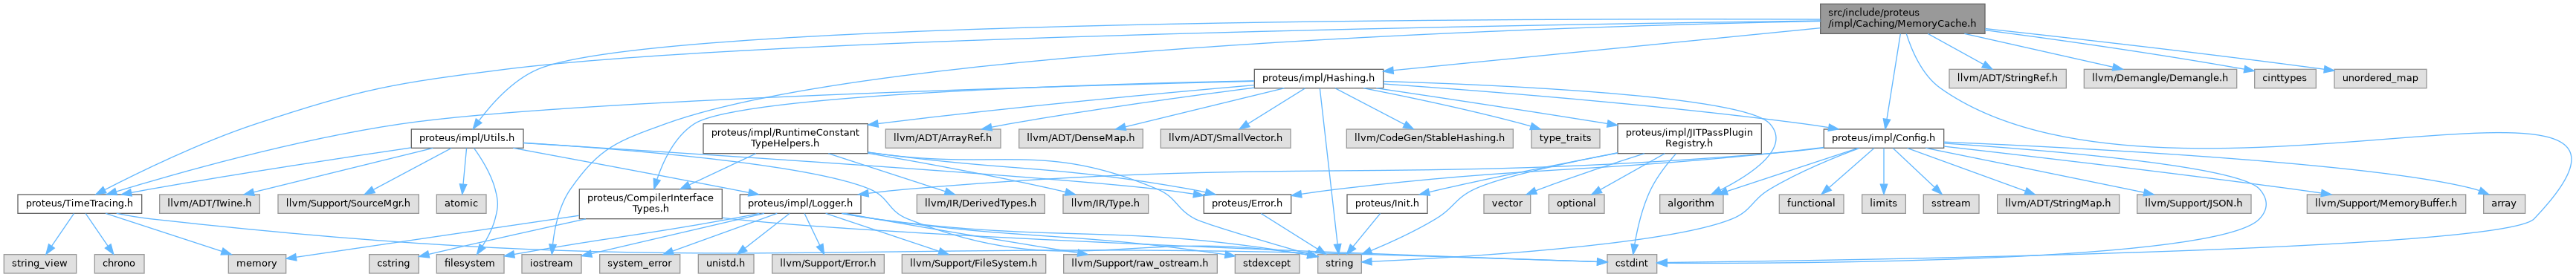 src/include/proteus
/impl/Caching/MemoryCache.h
proteus/impl/Hashing.h
llvm/ADT/StringRef.h
llvm/Demangle/Demangle.h
cinttypes
unordered_map
proteus/impl/Utils.h
proteus/impl/RuntimeConstant
TypeHelpers.h
llvm/ADT/ArrayRef.h
llvm/ADT/DenseMap.h
llvm/ADT/SmallVector.h
llvm/CodeGen/StableHashing.h
type_traits
proteus/impl/JITPassPlugin
Registry.h
proteus/impl/Config.h
proteus/TimeTracing.h
llvm/ADT/Twine.h
llvm/Support/SourceMgr.h
atomic
proteus/CompilerInterface
Types.h
proteus/impl/Logger.h
llvm/IR/DerivedTypes.h
llvm/IR/Type.h
proteus/Error.h
proteus/Init.h
vector
optional
algorithm
functional
limits
sstream
llvm/ADT/StringMap.h
llvm/Support/JSON.h
llvm/Support/MemoryBuffer.h
array
string_view
chrono
memory
cstring
filesystem
iostream
system_error
unistd.h
llvm/Support/Error.h
llvm/Support/FileSystem.h
llvm/Support/raw_ostream.h
stdexcept
string
cstdint